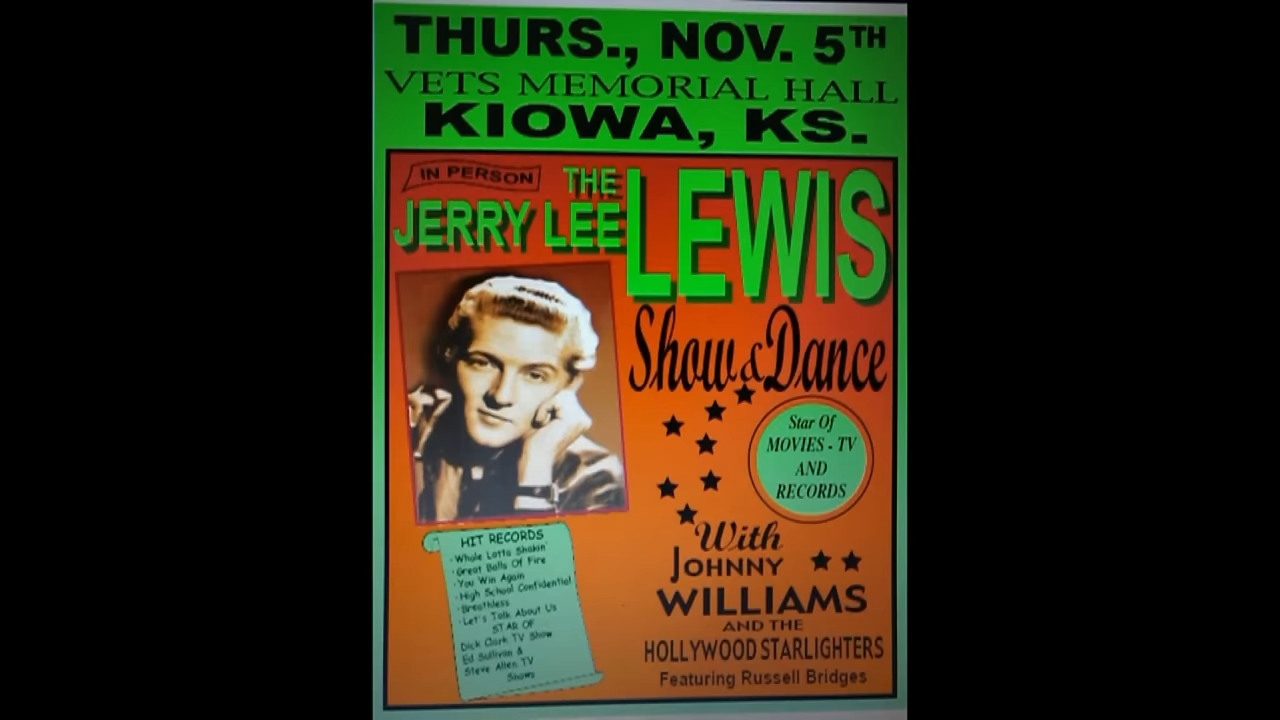 THURS., NOV. 5TH
VETS MEMORIAL HALL
KIOWA, KS.
IN PERSON
THE
JERRY LEE
LEWIS
Show & Dance
Star Of
MOVIES - TV
AND
RECORDS
HIT RECORDS
- Whole Lotta Shakin'
- Great Balls Of Fire
- You Win Again
- High School Confidential
- Breathless
- Let's Talk About Us
STAR OF
Dick Clark TV Show
Ed Sullivan &
Steve Allen TV
Shows
With
JOHNNY
WILLIAMS
AND THE
HOLLYWOOD STARLIGHTERS
Featuring Russell Bridges